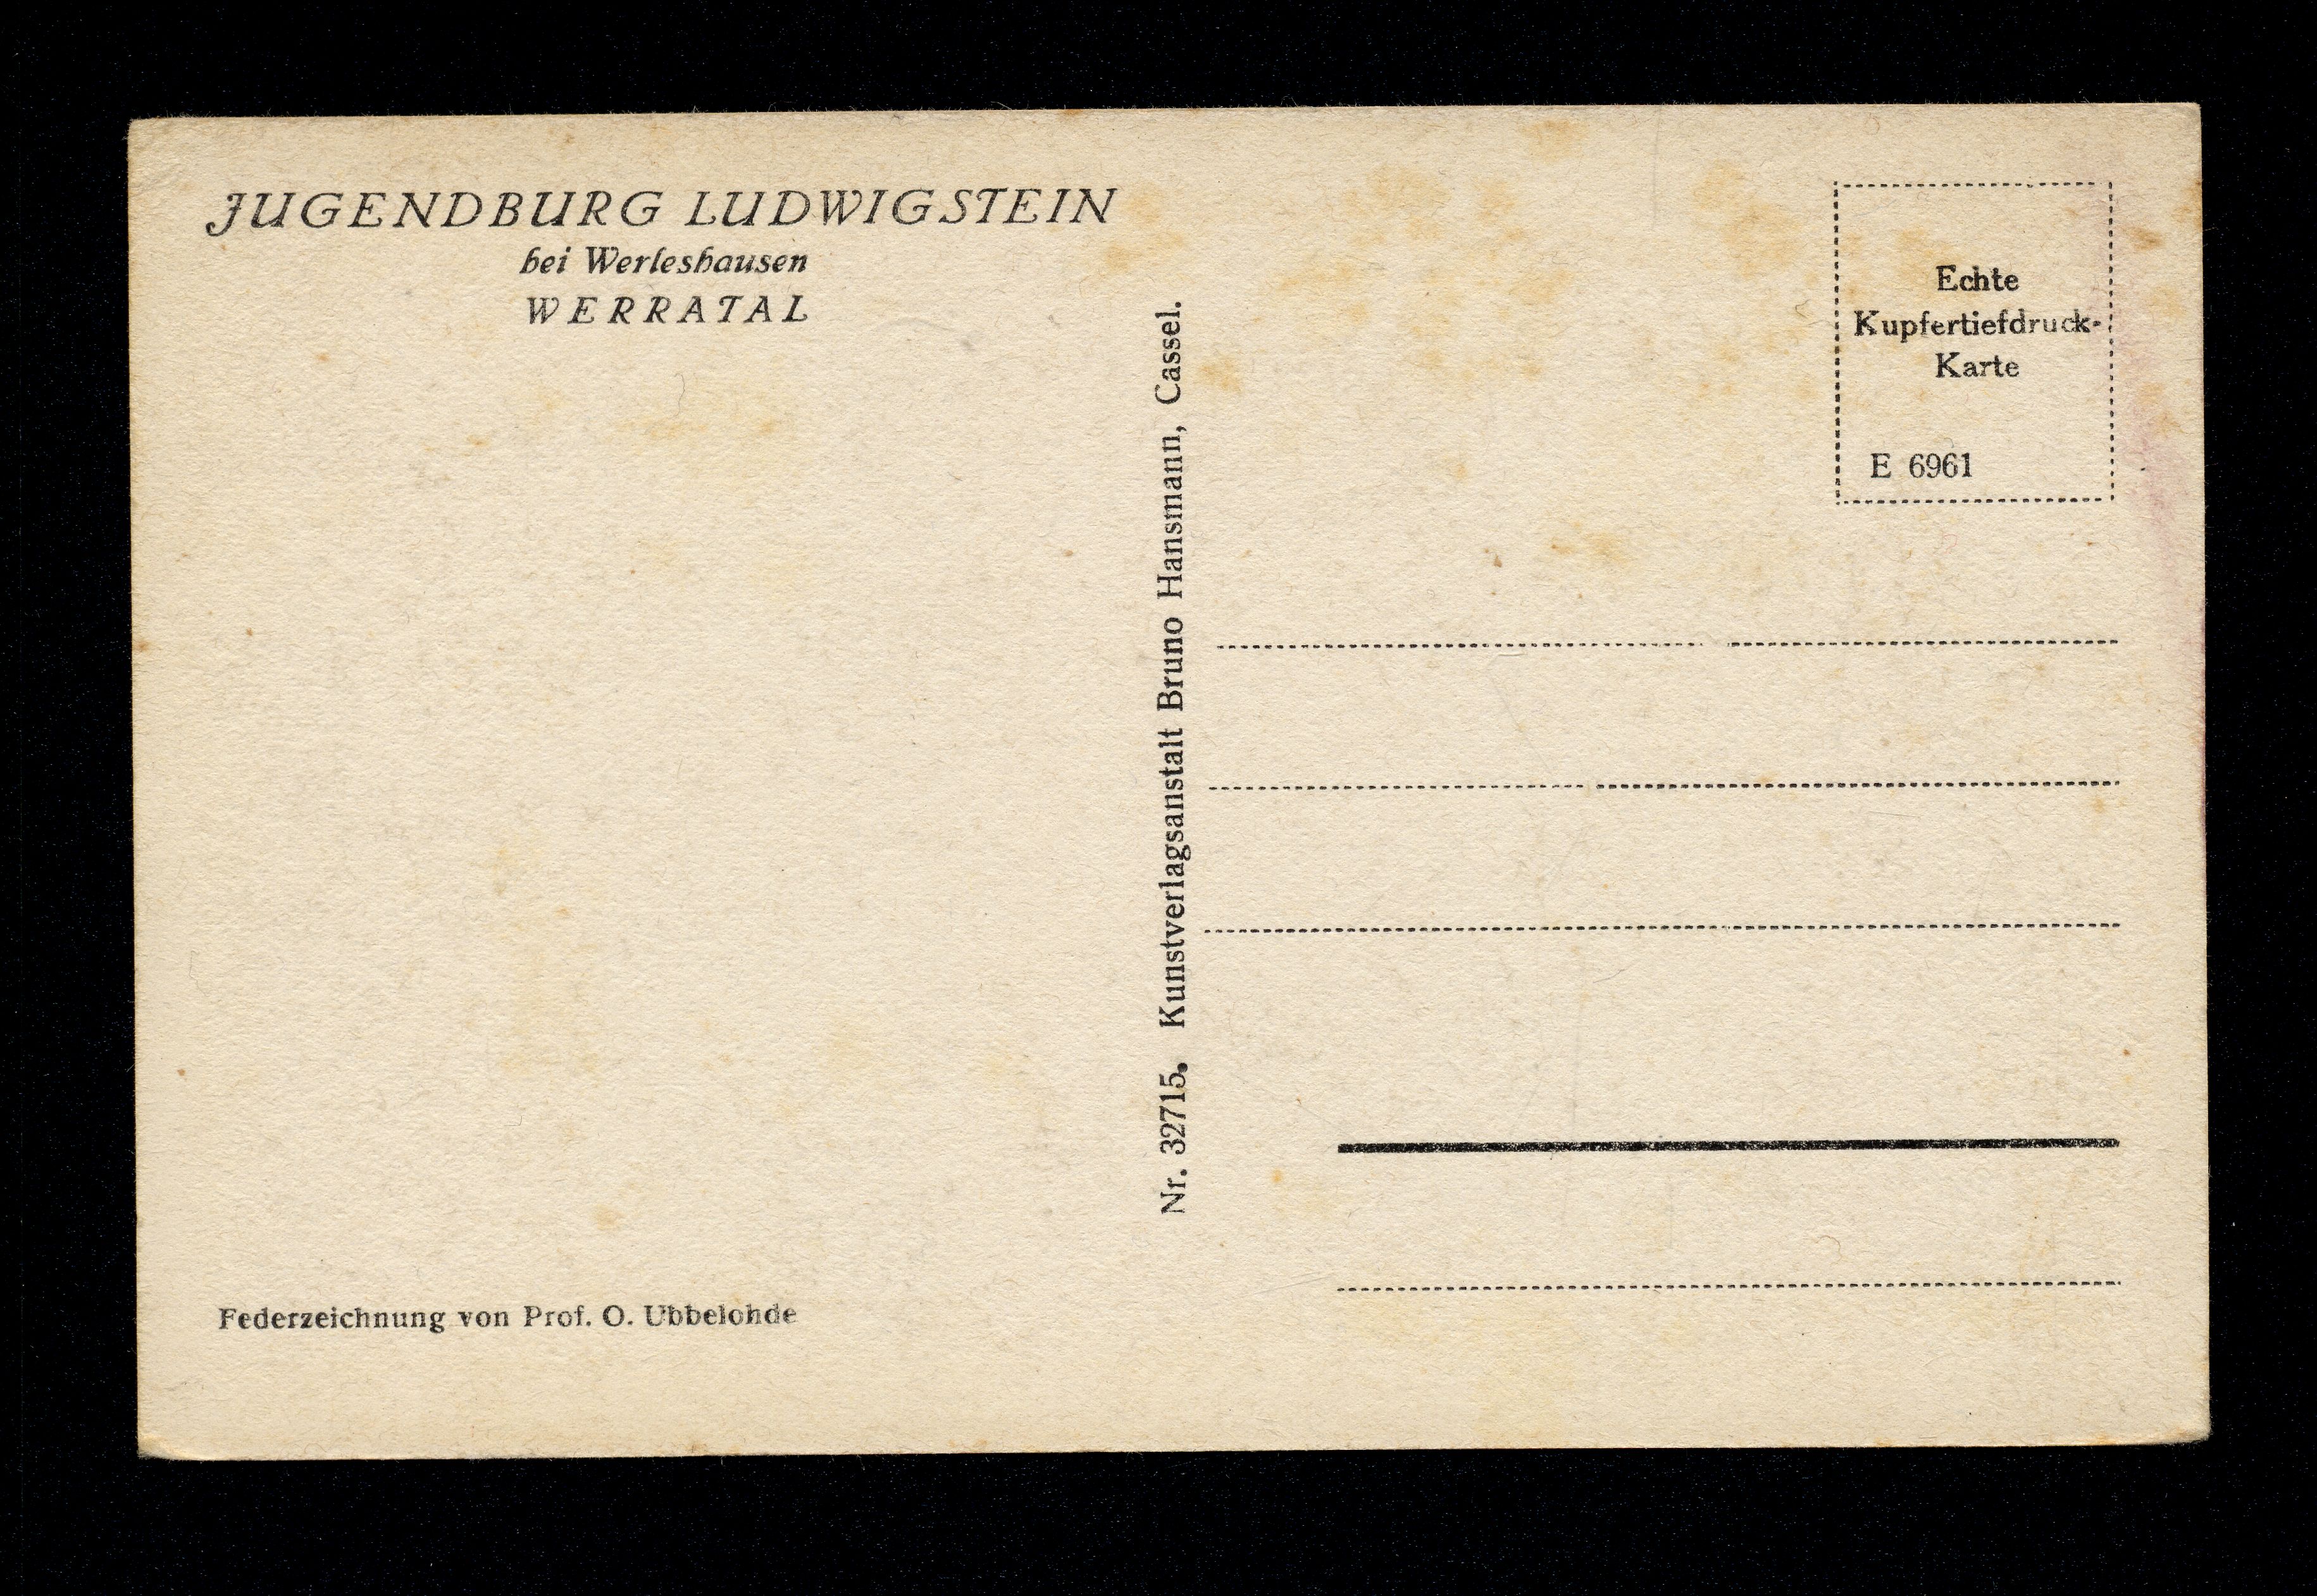 JUGENDBURG LUDWIGSTEIN
bei Werleshausen
WERRATAL
Federzeichnung von Prof. O. Ubbelohde
Nr. 32715. Kunstverlagsanstalt Bruno Hansmann, Cassel.
Echte
Kupfertiefdruck-
Karte
E 6961